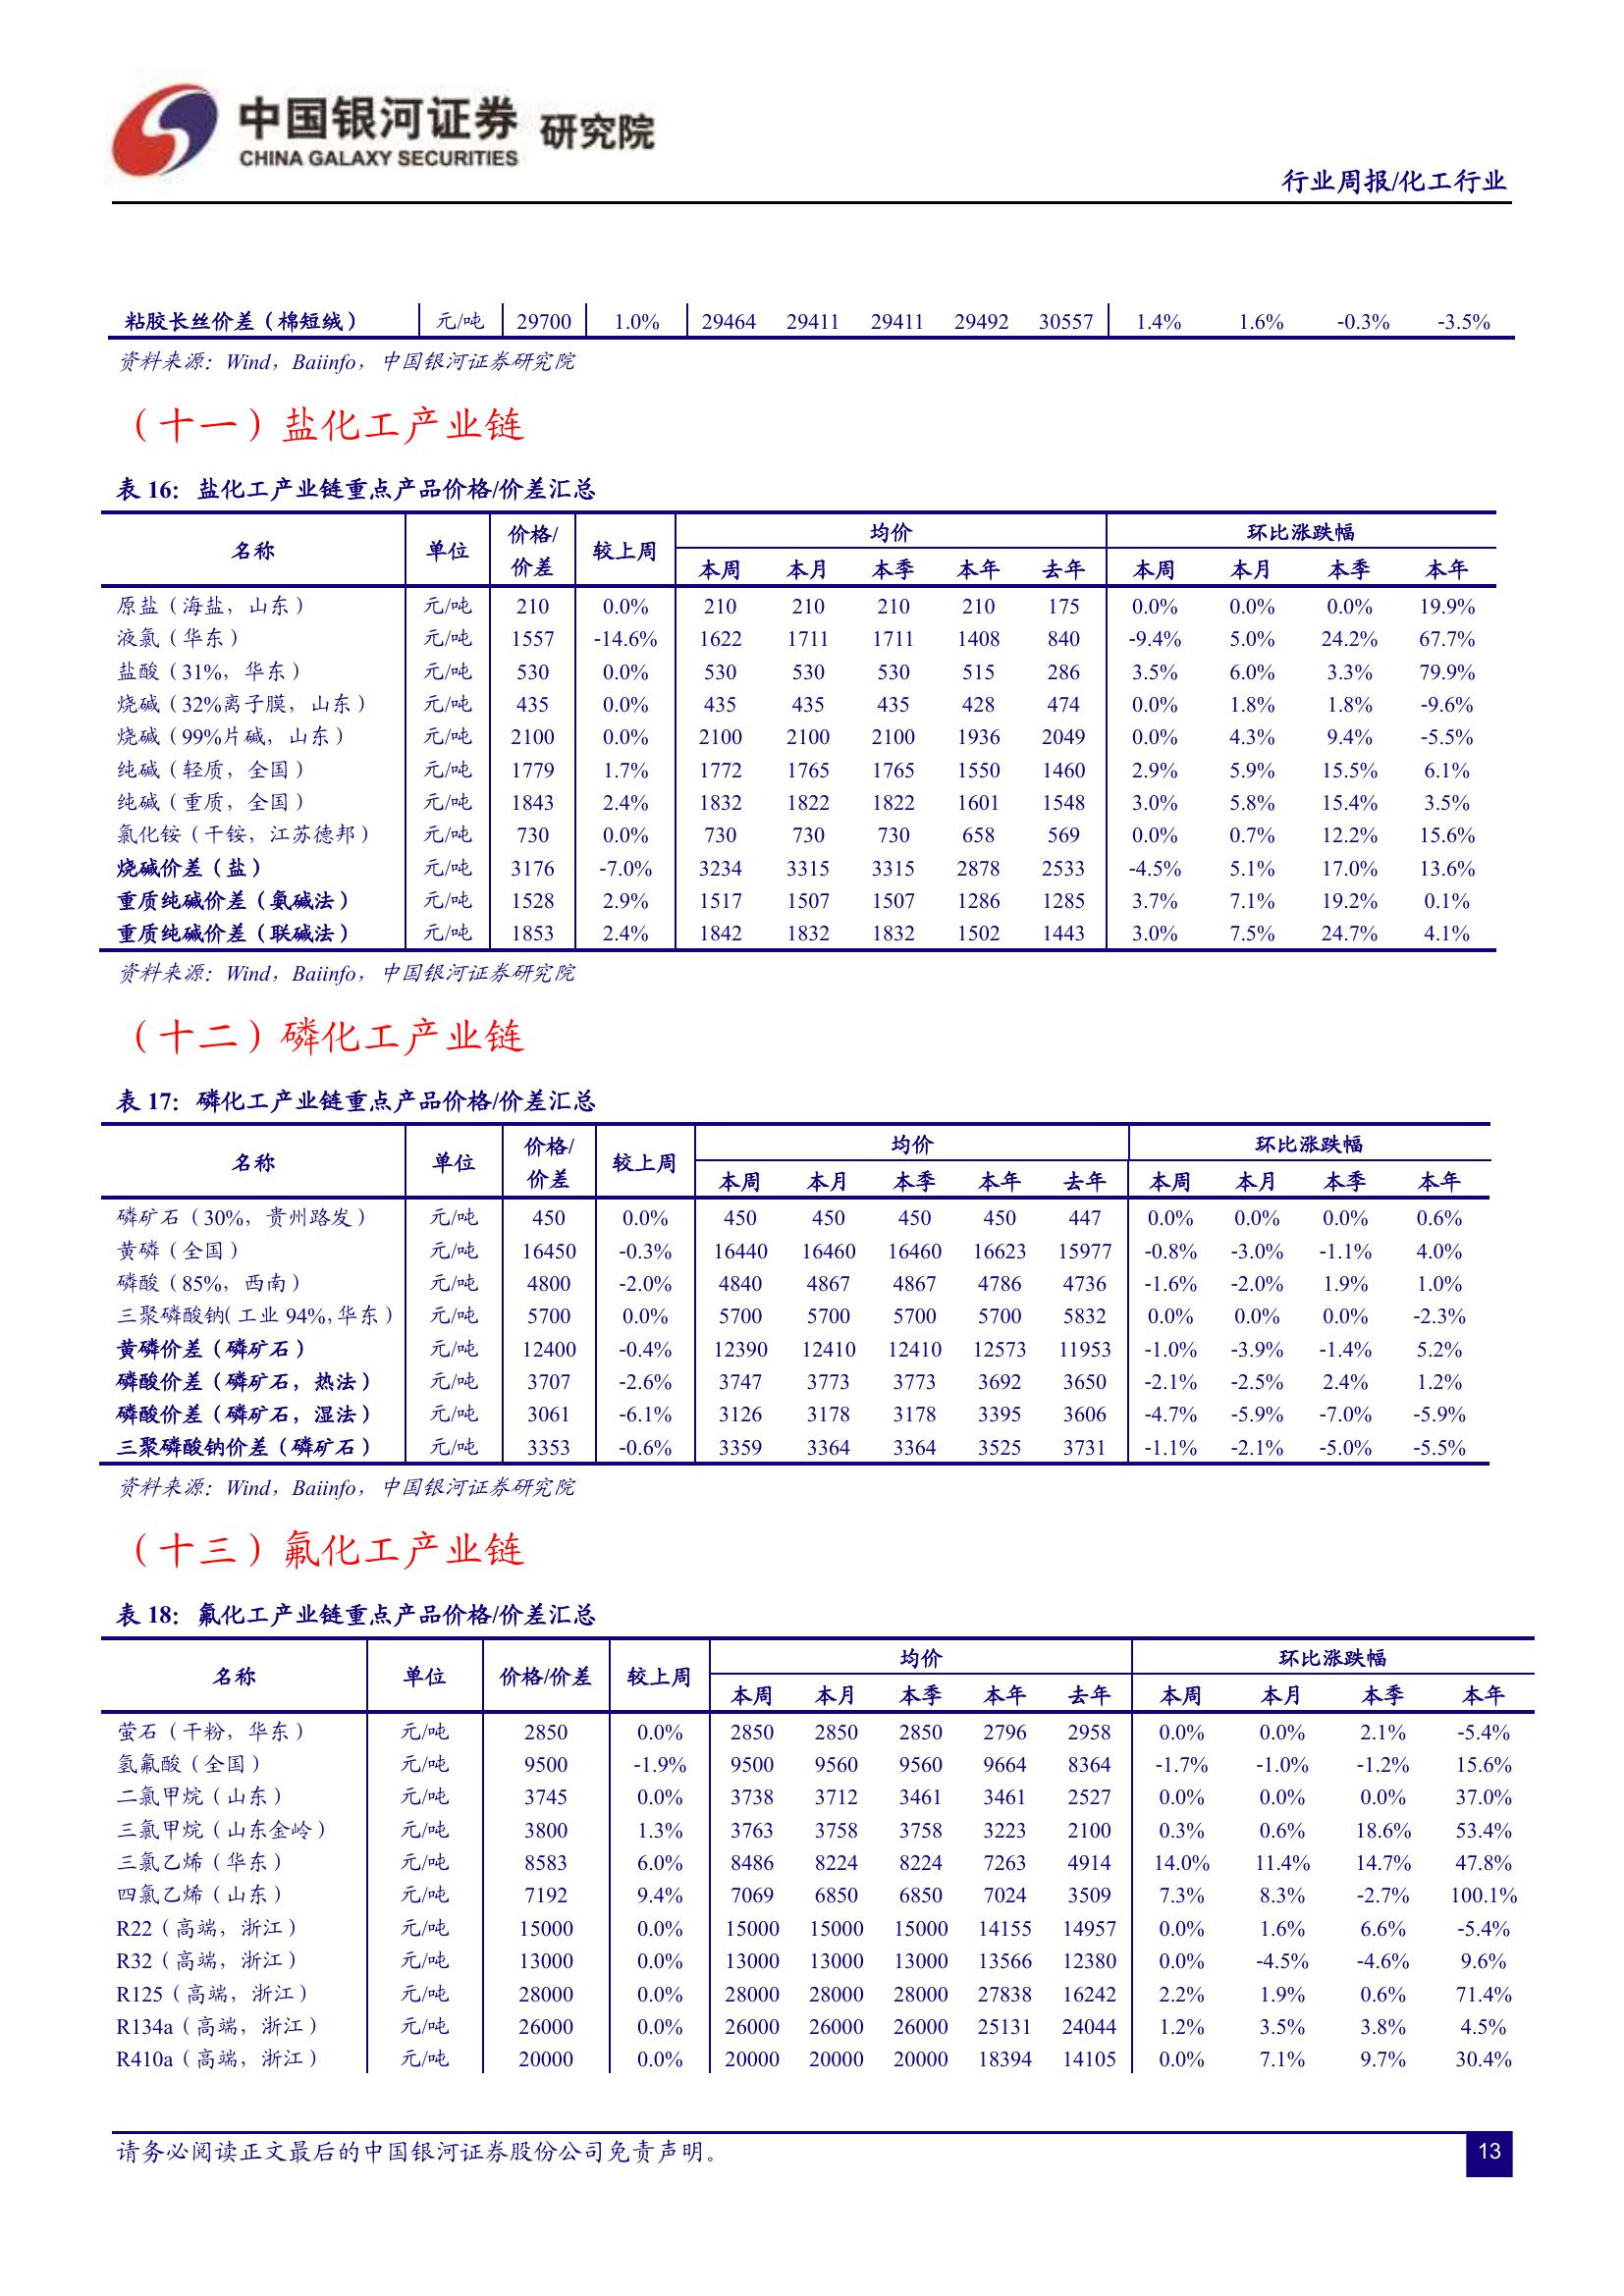 中国银河证券 研究院
CHINA GALAXY SECURITIES
行业周报/化工行业
粘胶长丝价差（棉短绒） 元/吨 29700 1.0% 29464 29411 29411 29492 30557 1.4% 1.6% -0.3% -3.5%
资料来源：Wind，Baiinfo，中国银河证券研究院
（十一）盐化工产业链
表 16：盐化工产业链重点产品价格/价差汇总
名称 单位 价格/价差 较上周 均价 环比涨跌幅
本周 本月 本季 本年 去年 本周 本月 本季 本年
原盐（海盐，山东） 元/吨 210 0.0% 210 210 210 210 175 0.0% 0.0% 0.0% 19.9%
液氯（华东） 元/吨 1557 -14.6% 1622 1711 1711 1408 840 -9.4% 5.0% 24.2% 67.7%
盐酸（31%，华东） 元/吨 530 0.0% 530 530 530 515 286 3.5% 6.0% 3.3% 79.9%
烧碱（32%离子膜，山东） 元/吨 435 0.0% 435 435 435 428 474 0.0% 1.8% 1.8% -9.6%
烧碱（99%片碱，山东） 元/吨 2100 0.0% 2100 2100 2100 1936 2049 0.0% 4.3% 9.4% -5.5%
纯碱（轻质，全国） 元/吨 1779 1.7% 1772 1765 1765 1550 1460 2.9% 5.9% 15.5% 6.1%
纯碱（重质，全国） 元/吨 1843 2.4% 1832 1822 1822 1601 1548 3.0% 5.8% 15.4% 3.5%
氯化铵（干铵，江苏德邦） 元/吨 730 0.0% 730 730 730 658 569 0.0% 0.7% 12.2% 15.6%
烧碱价差（盐） 元/吨 3176 -7.0% 3234 3315 3315 2878 2533 -4.5% 5.1% 17.0% 13.6%
重质纯碱价差（氨碱法） 元/吨 1528 2.9% 1517 1507 1507 1286 1285 3.7% 7.1% 19.2% 0.1%
重质纯碱价差（联碱法） 元/吨 1853 2.4% 1842 1832 1832 1502 1443 3.0% 7.5% 24.7% 4.1%
资料来源：Wind，Baiinfo，中国银河证券研究院
（十二）磷化工产业链
表 17：磷化工产业链重点产品价格/价差汇总
名称 单位 价格/价差 较上周 均价 环比涨跌幅
本周 本月 本季 本年 去年 本周 本月 本季 本年
磷矿石（30%，贵州路发） 元/吨 450 0.0% 450 450 450 450 447 0.0% 0.0% 0.0% 0.6%
黄磷（全国） 元/吨 16450 -0.3% 16440 16460 16460 16623 15977 -0.8% -3.0% -1.1% 4.0%
磷酸（85%，西南） 元/吨 4800 -2.0% 4840 4867 4867 4786 4736 -1.6% -2.0% 1.9% 1.0%
三聚磷酸钠（工业 94%，华东） 元/吨 5700 0.0% 5700 5700 5700 5700 5832 0.0% 0.0% 0.0% -2.3%
黄磷价差（磷矿石） 元/吨 12400 -0.4% 12390 12410 12410 12573 11953 -1.0% -3.9% -1.4% 5.2%
磷酸价差（磷矿石，热法） 元/吨 3707 -2.6% 3747 3773 3773 3692 3650 -2.1% -2.5% 2.4% 1.2%
磷酸价差（磷矿石，湿法） 元/吨 3061 -6.1% 3126 3178 3178 3395 3606 -4.7% -5.9% -7.0% -5.9%
三聚磷酸钠价差（磷矿石） 元/吨 3353 -0.6% 3359 3364 3364 3525 3731 -1.1% -2.1% -5.0% -5.5%
资料来源：Wind，Baiinfo，中国银河证券研究院
（十三）氟化工产业链
表 18：氟化工产业链重点产品价格/价差汇总
名称 单位 价格/价差 较上周 均价 环比涨跌幅
本周 本月 本季 本年 去年 本周 本月 本季 本年
萤石（干粉，华东） 元/吨 2850 0.0% 2850 2850 2850 2796 2958 0.0% 0.0% 2.1% -5.4%
氢氟酸（全国） 元/吨 9500 -1.9% 9500 9560 9560 9664 8364 -1.7% -1.0% -1.2% 15.6%
二氯甲烷（山东） 元/吨 3745 0.0% 3738 3712 3461 3461 2527 0.0% 0.0% 0.0% 37.0%
三氯甲烷（山东金岭） 元/吨 3800 1.3% 3763 3758 3758 3223 2100 0.3% 0.6% 18.6% 53.4%
三氯乙烯（华东） 元/吨 8583 6.0% 8486 8224 8224 7263 4914 14.0% 11.4% 14.7% 47.8%
四氯乙烯（山东） 元/吨 7192 9.4% 7069 6850 6850 7024 3509 7.3% 8.3% -2.7% 100.1%
R22（高端，浙江） 元/吨 15000 0.0% 15000 15000 15000 14155 14957 0.0% 1.6% 6.6% -5.4%
R32（高端，浙江） 元/吨 13000 0.0% 13000 13000 13000 13566 12380 0.0% -4.5% -4.6% 9.6%
R125（高端，浙江） 元/吨 28000 0.0% 28000 28000 28000 27838 16242 2.2% 1.9% 0.6% 71.4%
R134a（高端，浙江） 元/吨 26000 0.0% 26000 26000 26000 25131 24044 1.2% 3.5% 3.8% 4.5%
R410a（高端，浙江） 元/吨 20000 0.0% 20000 20000 20000 18394 14105 0.0% 7.1% 9.7% 30.4%
请务必阅读正文最后的中国银河证券股份公司免责声明。
13